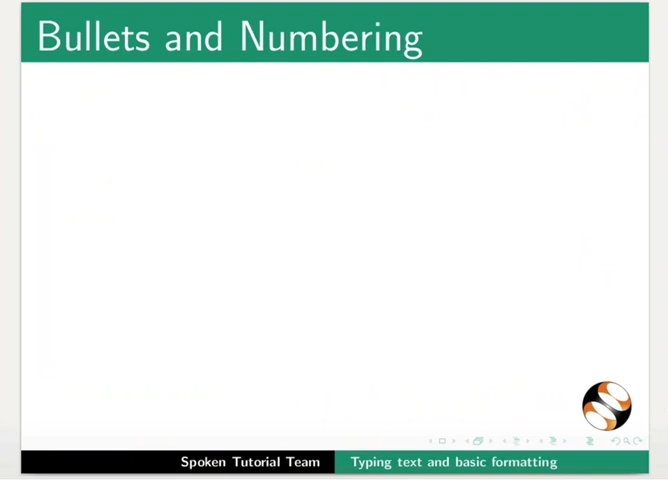 Bullets and Numbering
Spoken Tutorial Team
Typing text and basic formatting